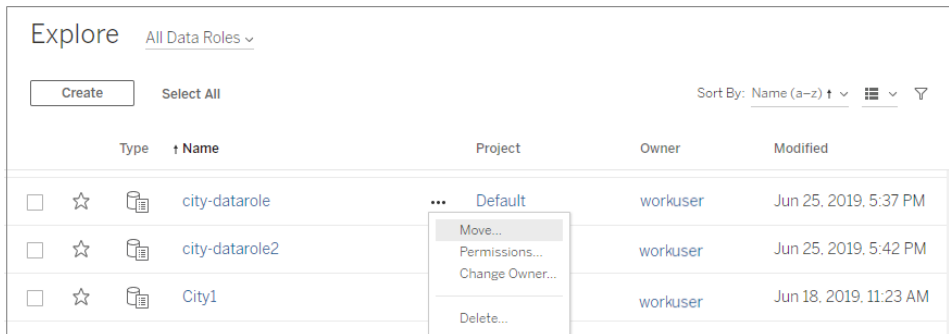 Explore All Data Roles
Create Select All Sort By: Name (a–z) ↑
Type ↑ Name Project Owner Modified
city-datarole ••• Default workuser Jun 25, 2019, 5:37 PM
Move...
Permissions...
city-datarole2 workuser Jun 25, 2019, 5:42 PM
Change Owner...
City1 workuser Jun 18, 2019, 11:23 AM
Delete...